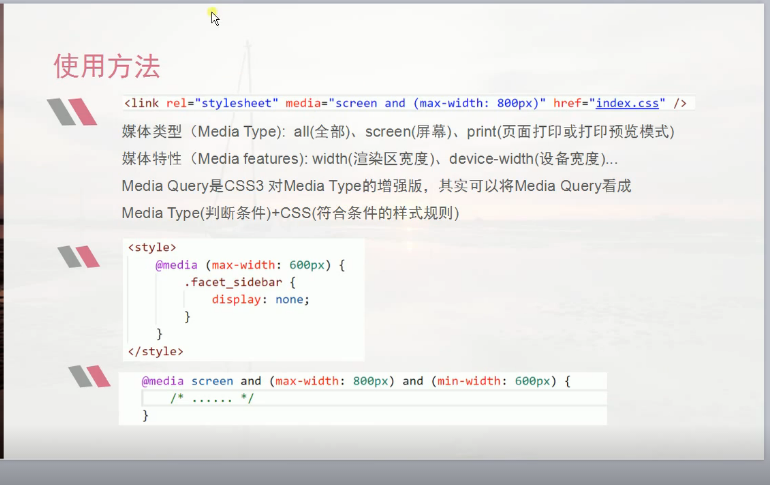 使用方法
<link rel="stylesheet" media="screen and (max-width: 800px)" href="index.css" />
媒体类型（Media Type): all(全部)、screen(屏幕)、print(页面打印或打印预览模式)
媒体特性（Media features): width(渲染区宽度)、device-width(设备宽度)...
Media Query是CSS3 对Media Type的增强版，其实可以将Media Query看成
Media Type(判断条件)+CSS(符合条件的样式规则)
<style>
@media (max-width: 600px) {
.facet_sidebar {
display: none;
}
}
</style>
@media screen and (max-width: 800px) and (min-width: 600px) {
/* ...... */
}